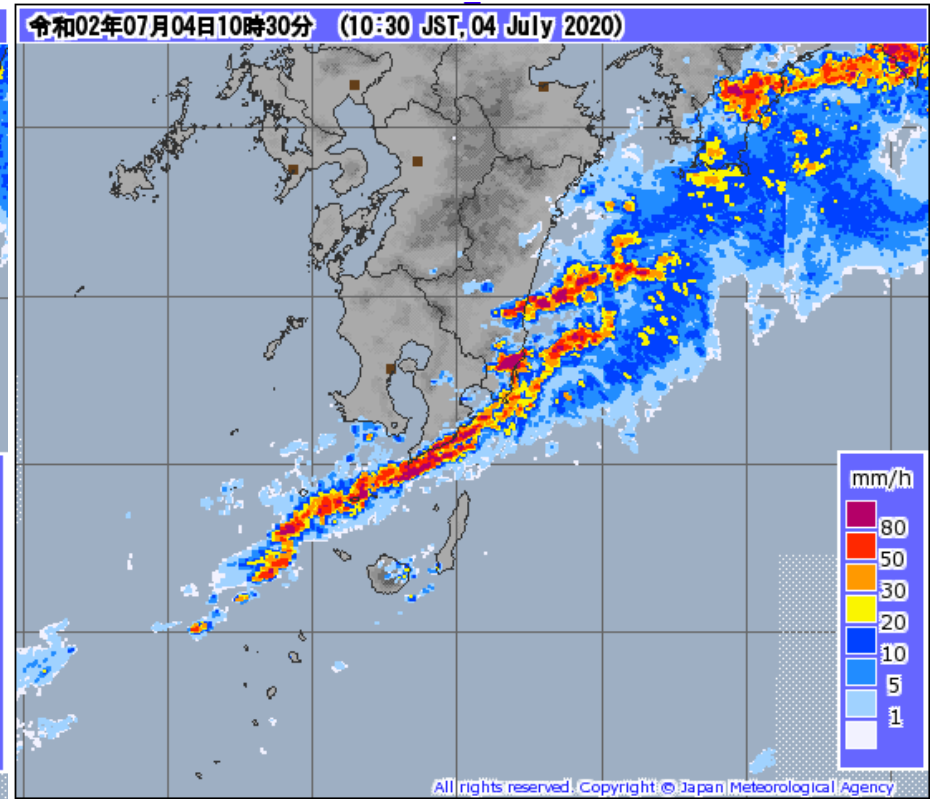 令和02年07月04日10時30分 (10:30 JST, 04 July 2020)
mm/h
80
50
30
20
10
5
1
All rights reserved. Copyright © Japan Meteorological Agency